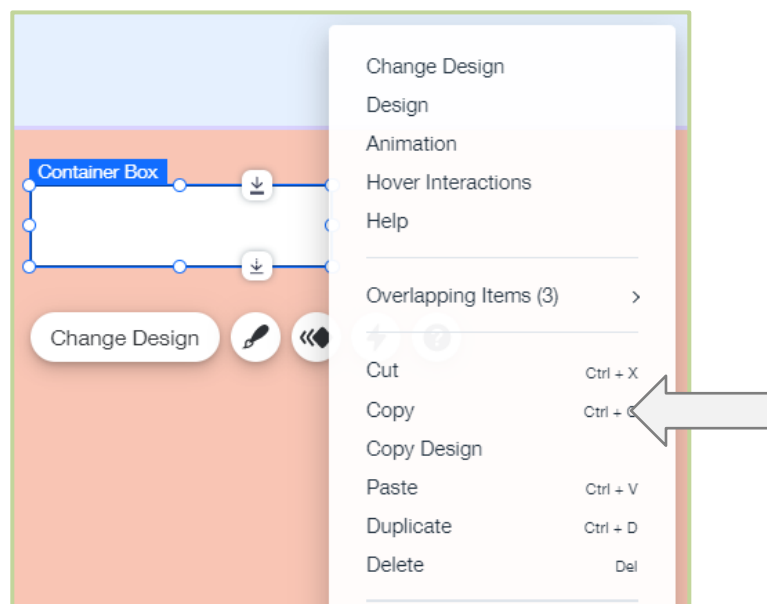 Change Design
Design
Animation
Container Box
Hover Interactions
Help
Overlapping Items (3)
Change Design
Cut Ctrl + X
Copy Ctrl +
Copy Design
Paste Ctrl + V
Duplicate Ctrl + D
Delete Del